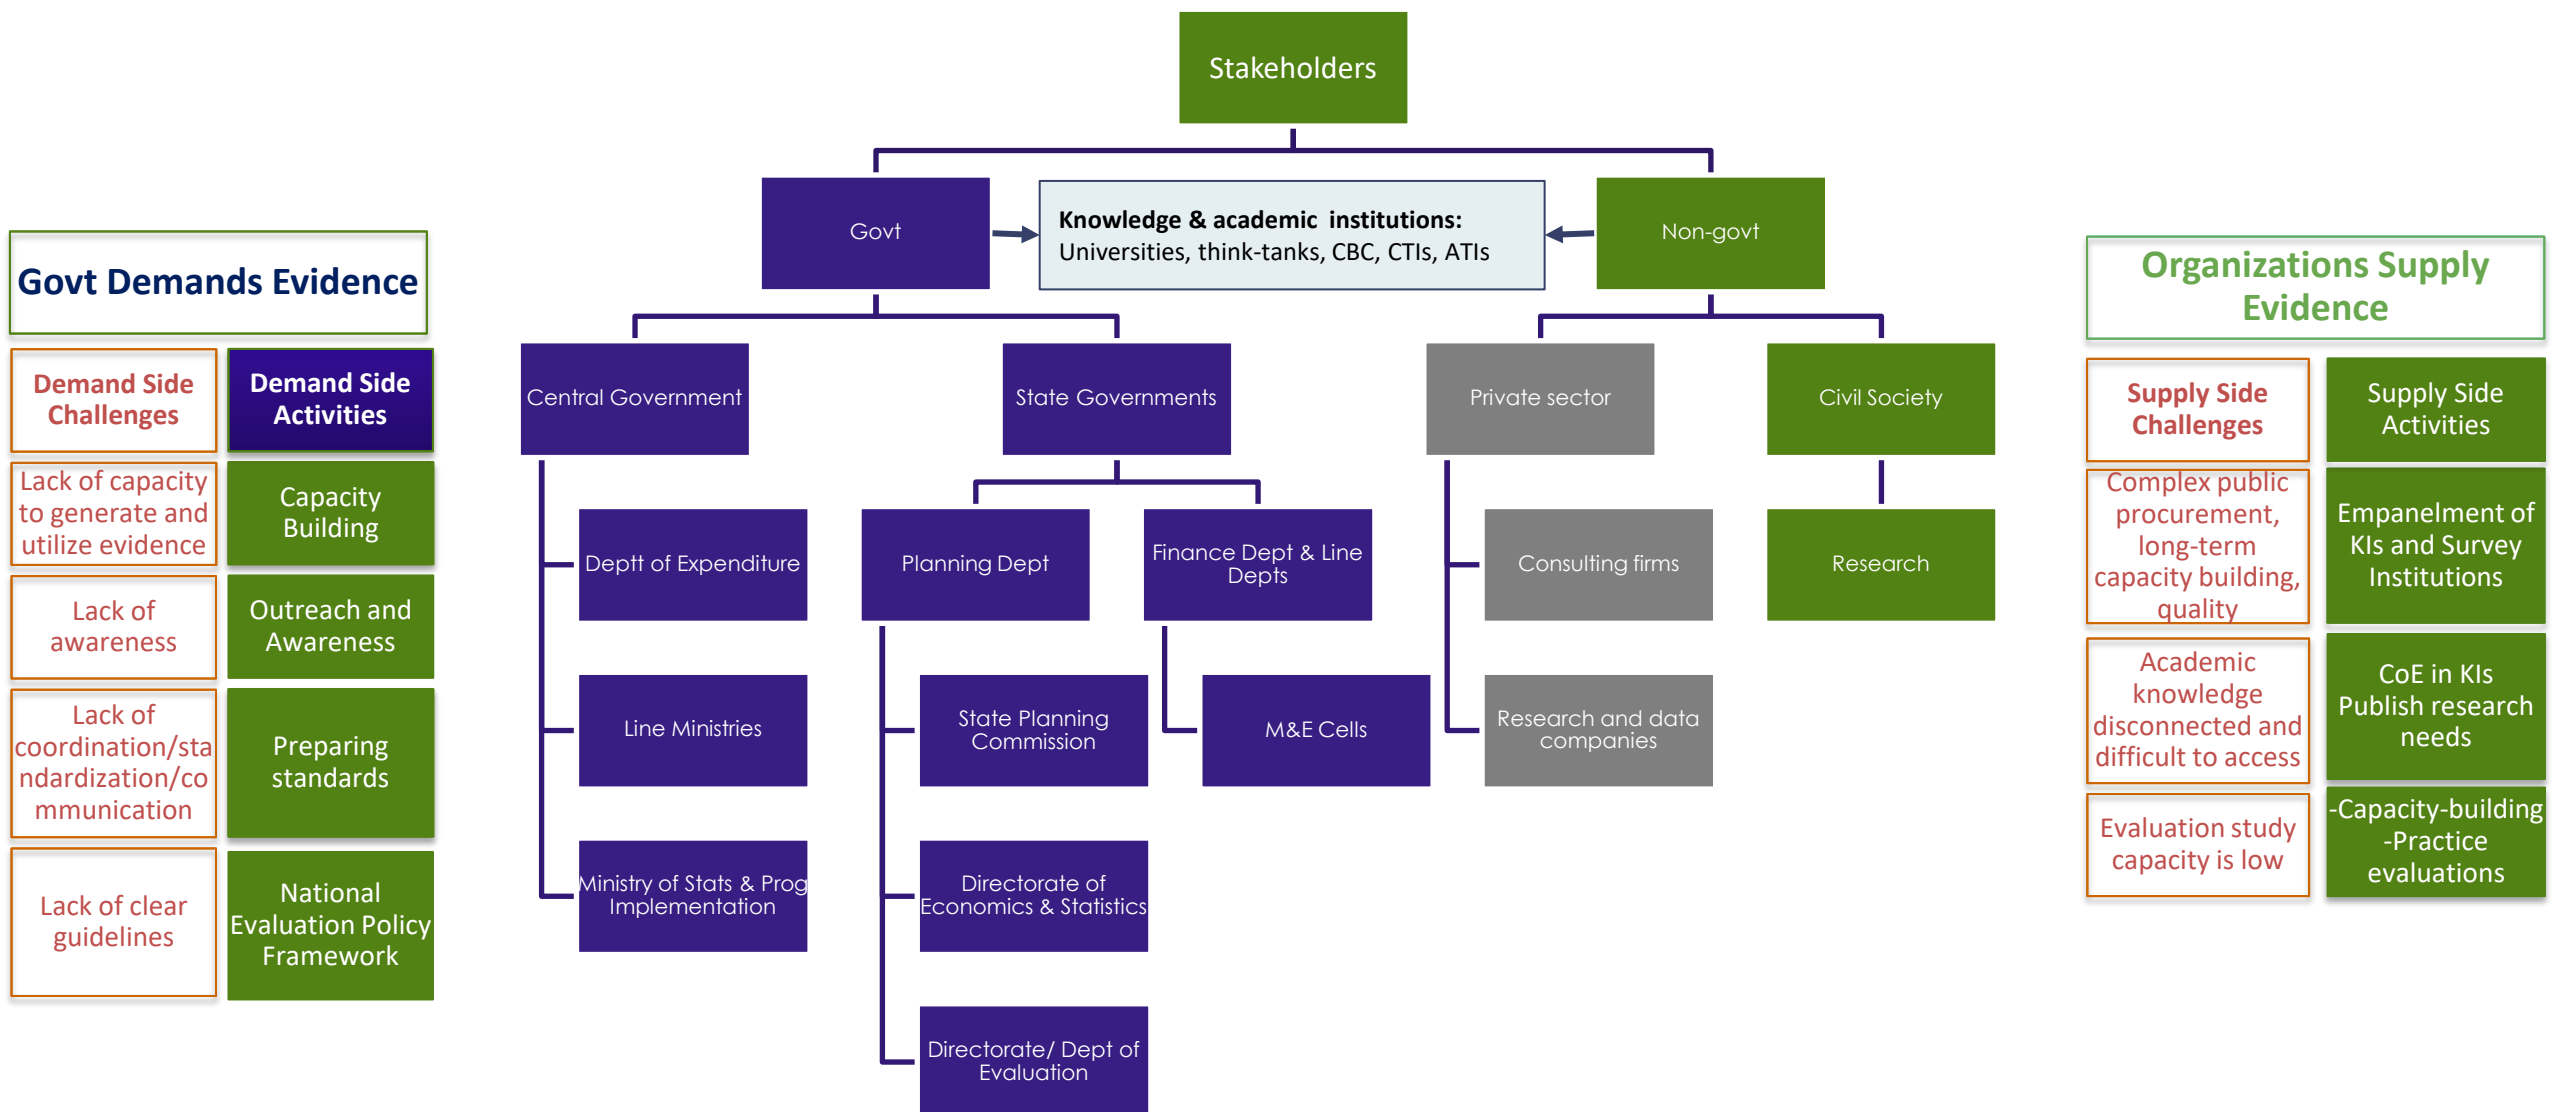 Stakeholders
Govt
Knowledge & academic institutions:
Universities, think-tanks, CBC, CTIs, ATIs
Non-govt
Govt Demands Evidence
Demand Side
Challenges
Demand Side
Activities
Lack of capacity
to generate and
utilize evidence
Capacity
Building
Lack of
awareness
Outreach and
Awareness
Lack of
coordination/sta
ndardization/co
mmunication
Preparing
standards
Lack of clear
guidelines
National
Evaluation Policy
Framework
Central Government
State Governments
Private sector
Civil Society
Deptt of Expenditure
Line Ministries
Ministry of Stats & Prog
Implementation
Planning Dept
Finance Dept & Line
Depts
State Planning
Commission
M&E Cells
Directorate of
Economics & Statistics
Directorate/ Dept of
Evaluation
Consulting firms
Research and data
companies
Research
Organizations Supply
Evidence
Supply Side
Challenges
Supply Side
Activities
Complex public
procurement,
long-term
capacity building,
quality
Empanelment of
KIs and Survey
Institutions
Academic
knowledge
disconnected and
difficult to access
CoE in KIs
Publish research
needs
Evaluation study
capacity is low
-Capacity-building
-Practice
evaluations